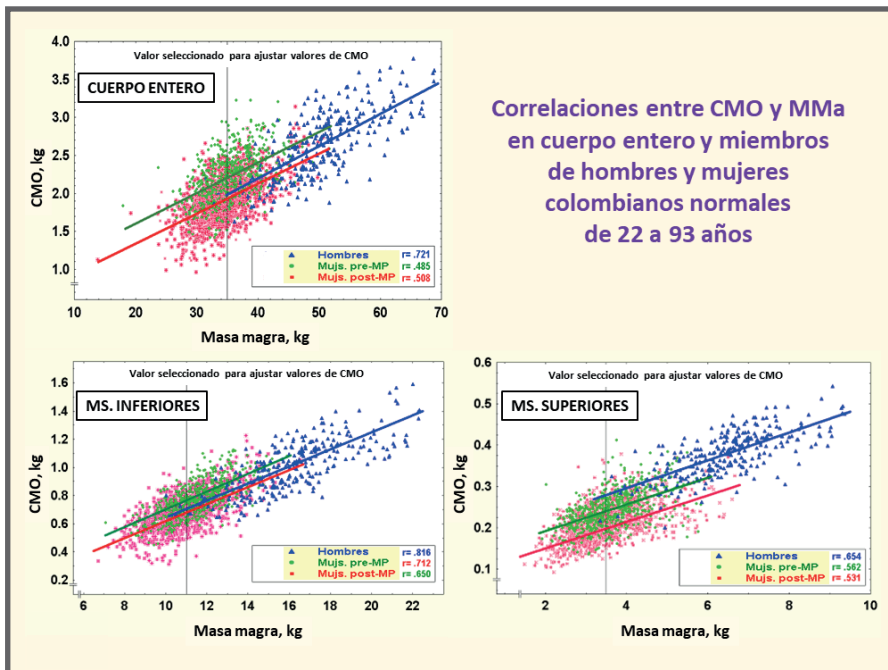 Valor seleccionado para ajustar valores de CMO
CUERPO ENTERO
4.0
3.5
3.0
2.5
2.0
1.5
1.0
CMO, kg
Hombres r= .721
Mujs. pre-MP r= .485
Mujs. post-MP r= .508
10 20 30 40 50 60 70
Masa magra, kg
Correlaciones entre CMO y MMa
en cuerpo entero y miembros
de hombres y mujeres
colombianos normales
de 22 a 93 años
Valor seleccionado para ajustar valores de CMO
MS. INFERIORES
1.6
1.4
1.2
1.0
0.8
0.6
0.4
0.2
CMO, kg
Hombres r= .816
Mujs. pre-MP r= .712
Mujs. post-MP r= .650
6 8 10 12 14 16 18 20 22
Masa magra, kg
Valor seleccionado para ajustar valores de CMO
MS. SUPERIORES
0.6
0.5
0.4
0.3
0.2
0.1
CMO, kg
Hombres r= .654
Mujs. pre-MP r= .562
Mujs. post-MP r= .531
2 4 6 8 10
Masa magra, kg